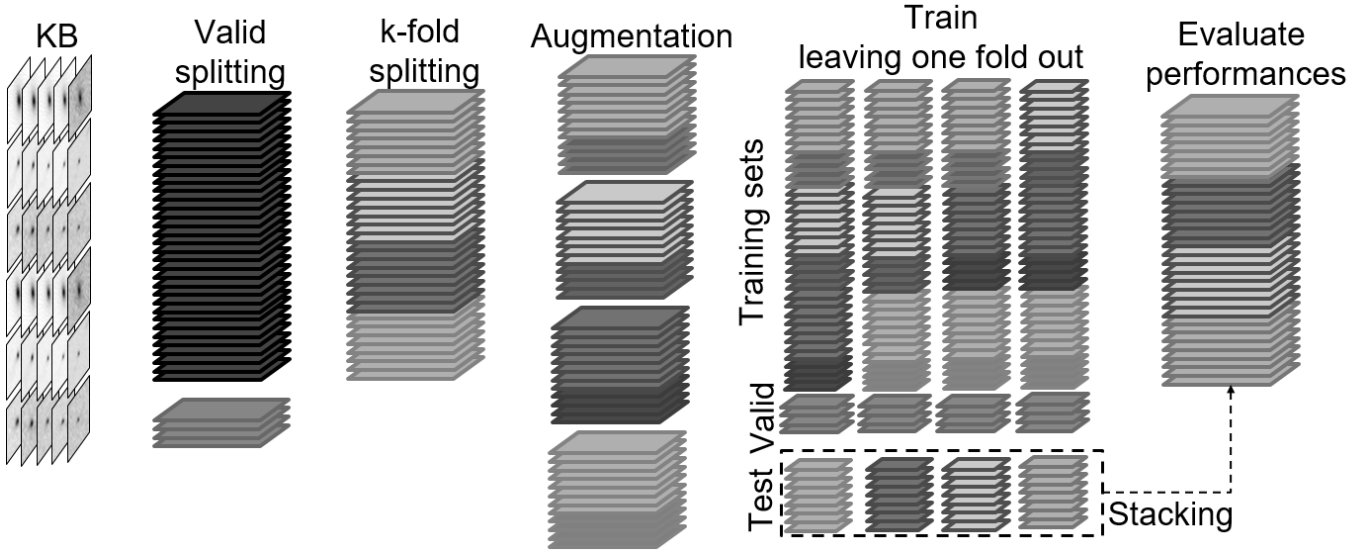 KB
Valid
splitting
k-fold
splitting
Augmentation
Train
leaving one fold out
Evaluate
performances
Training sets
Valid
Test
Stacking